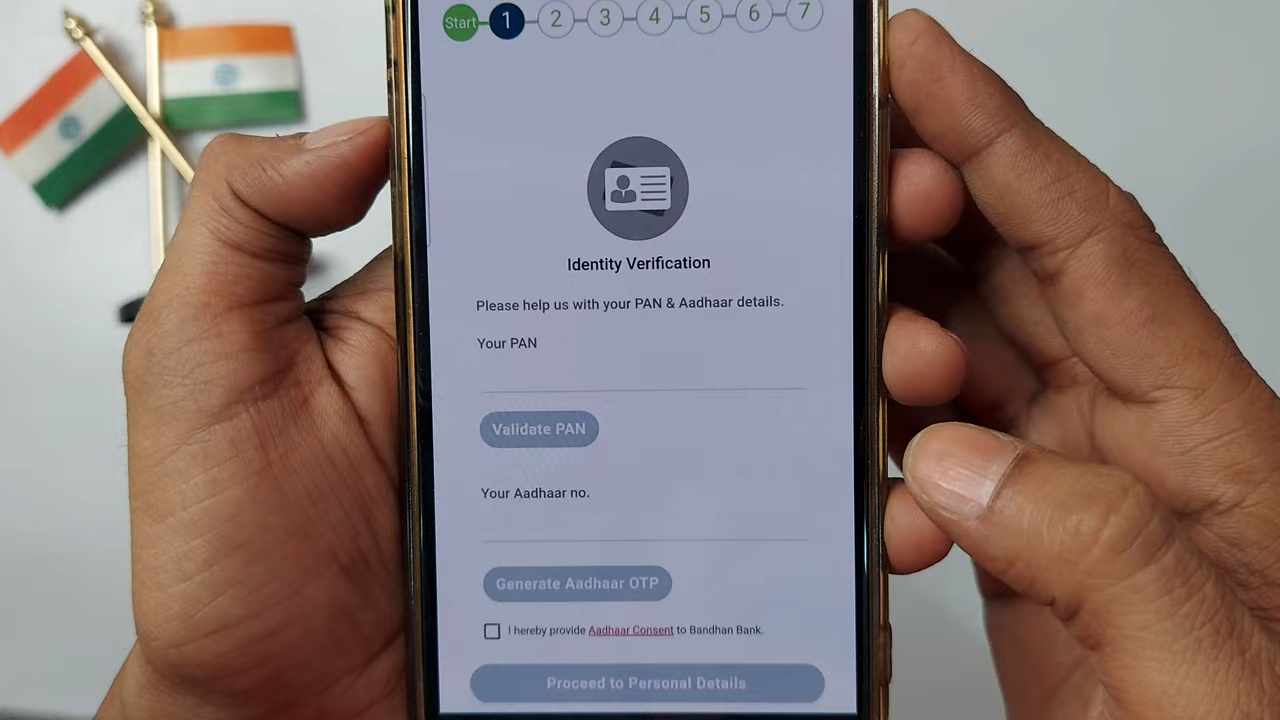 Start 1 2 3 4 5 6 7
Identity Verification
Please help us with your PAN & Aadhaar details.
Your PAN
Validate PAN
Your Aadhaar no.
Generate Aadhaar OTP
I hereby provide Aadhaar Consent to Bandhan Bank.
Proceed to Personal Details